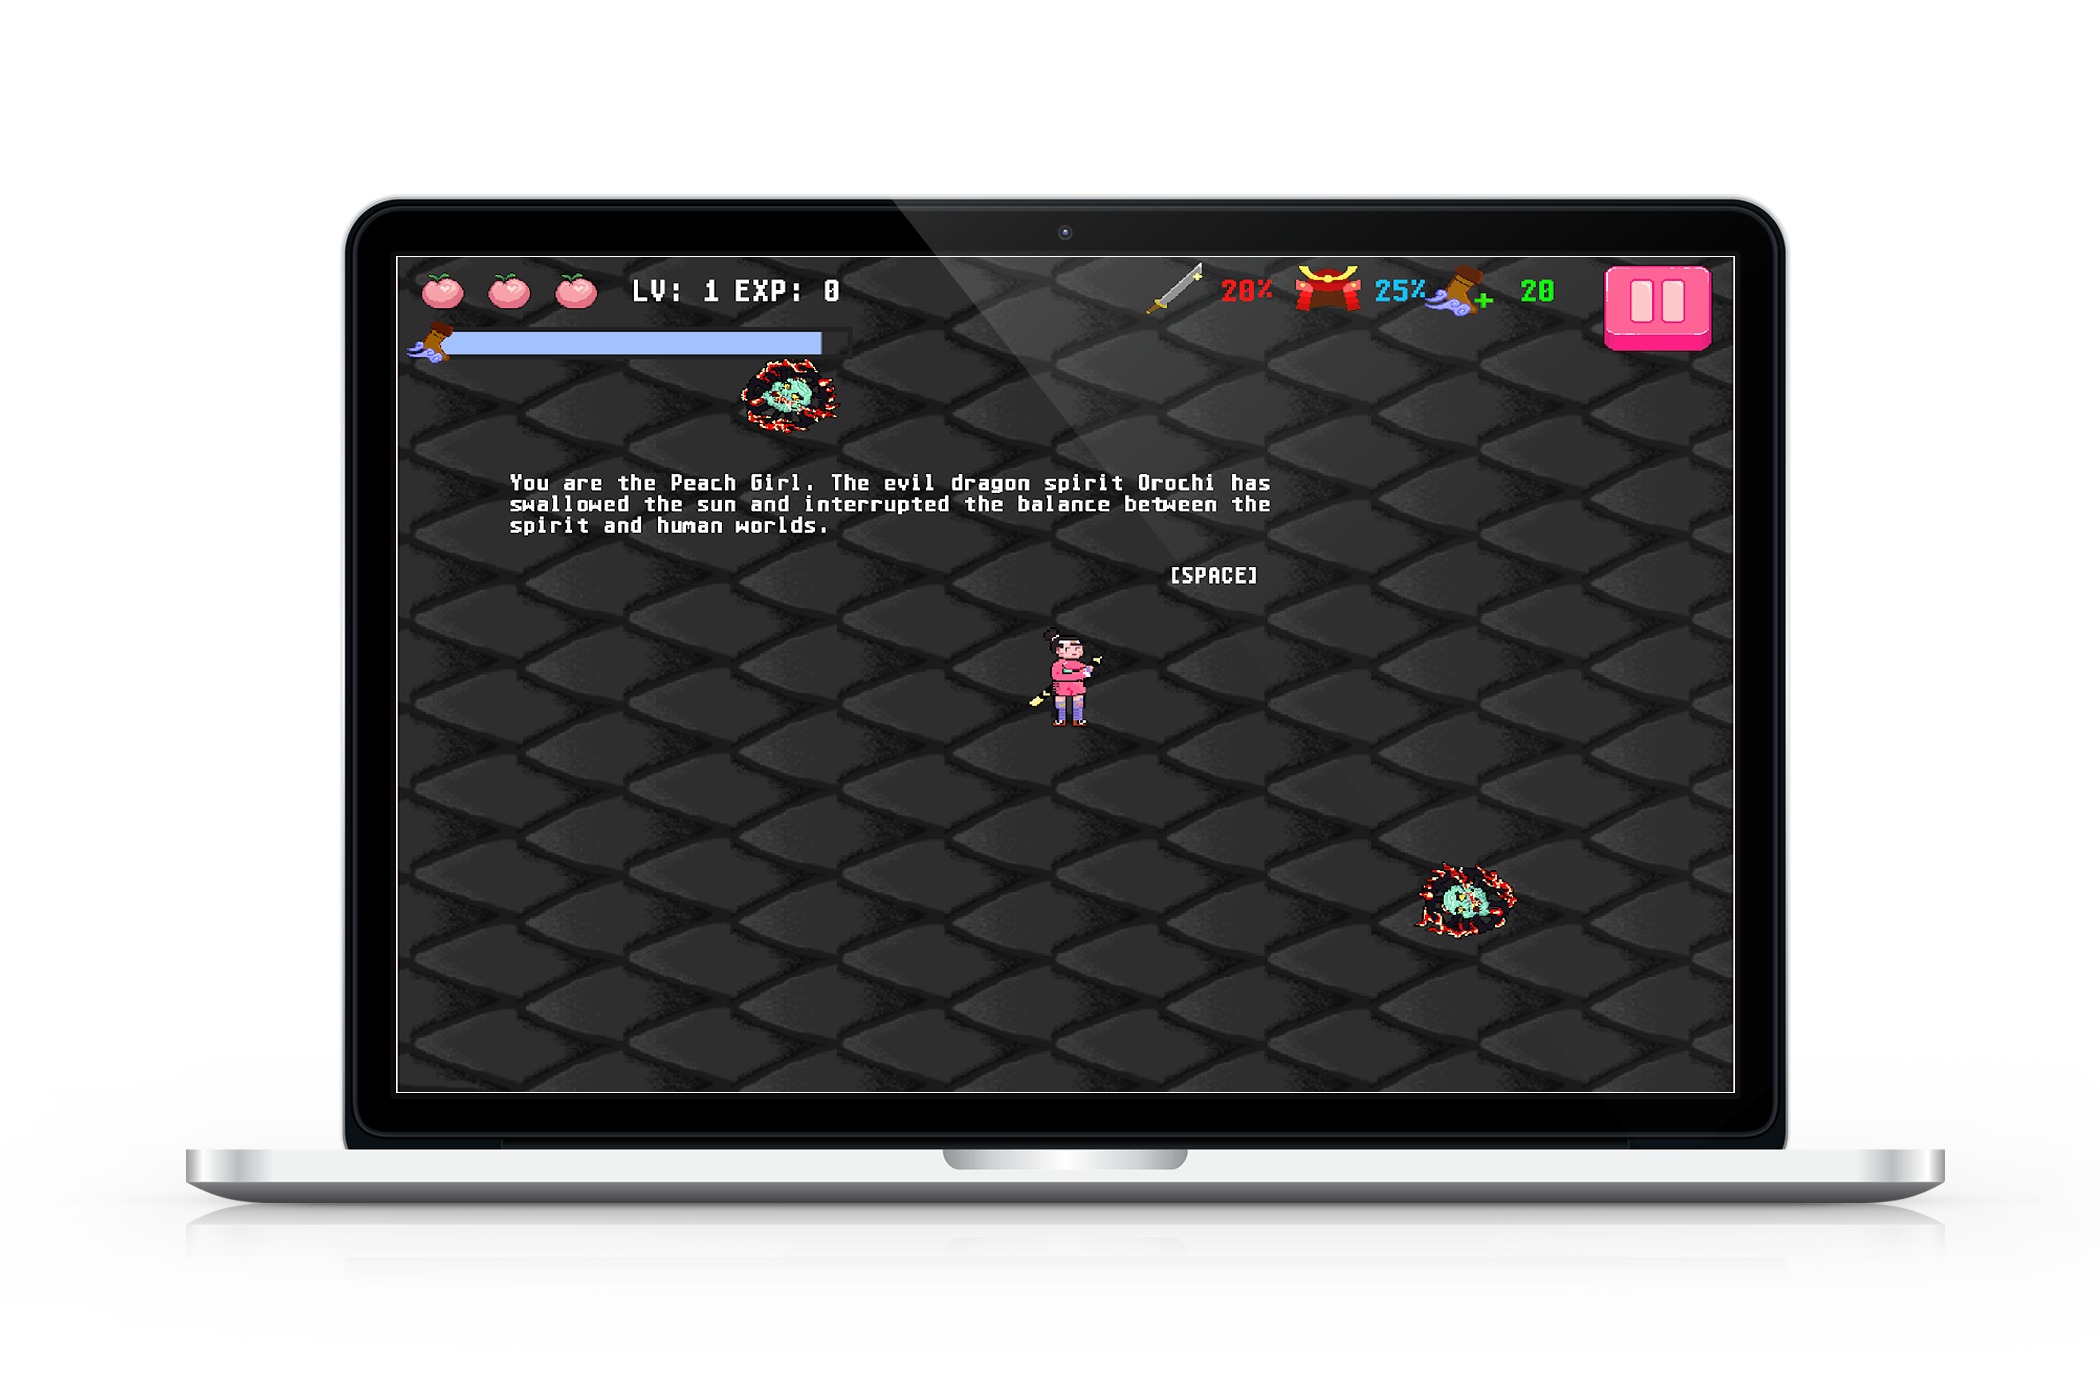 LV: 1 EXP: 0
20% 25% + 20
You are the Peach Girl. The evil dragon spirit Orochi has
swallowed the sun and interrupted the balance between the
spirit and human worlds.
[SPACE]